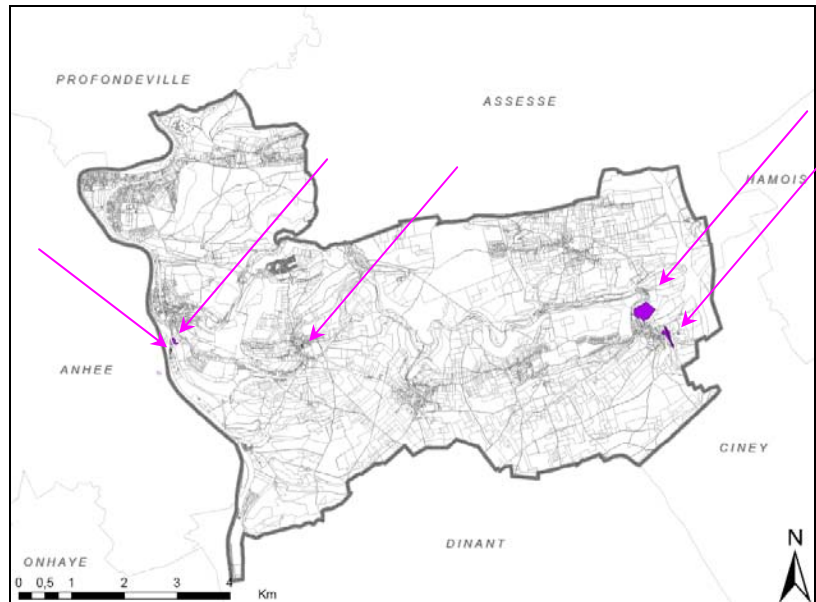 PROFONDEVILLE
ASSESSE
HAMOIS
ANHEE
CINEY
DINANT
ONHAYE
N
0 0,5 1 2 3 4
Km